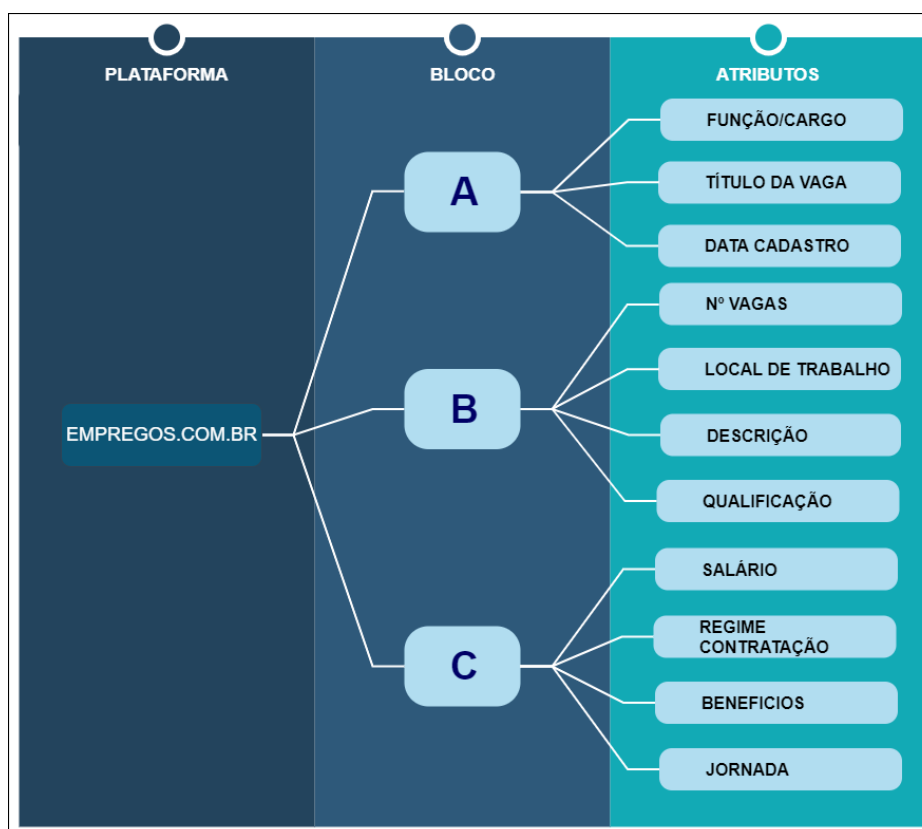 PLATAFORMA
BLOCO
ATRIBUTOS
EMPREGOS.COM.BR
A
FUNÇÃO/CARGO
TÍTULO DA VAGA
DATA CADASTRO
B
Nº VAGAS
LOCAL DE TRABALHO
DESCRIÇÃO
QUALIFICAÇÃO
C
SALÁRIO
REGIME
CONTRATAÇÃO
BENEFICIOS
JORNADA